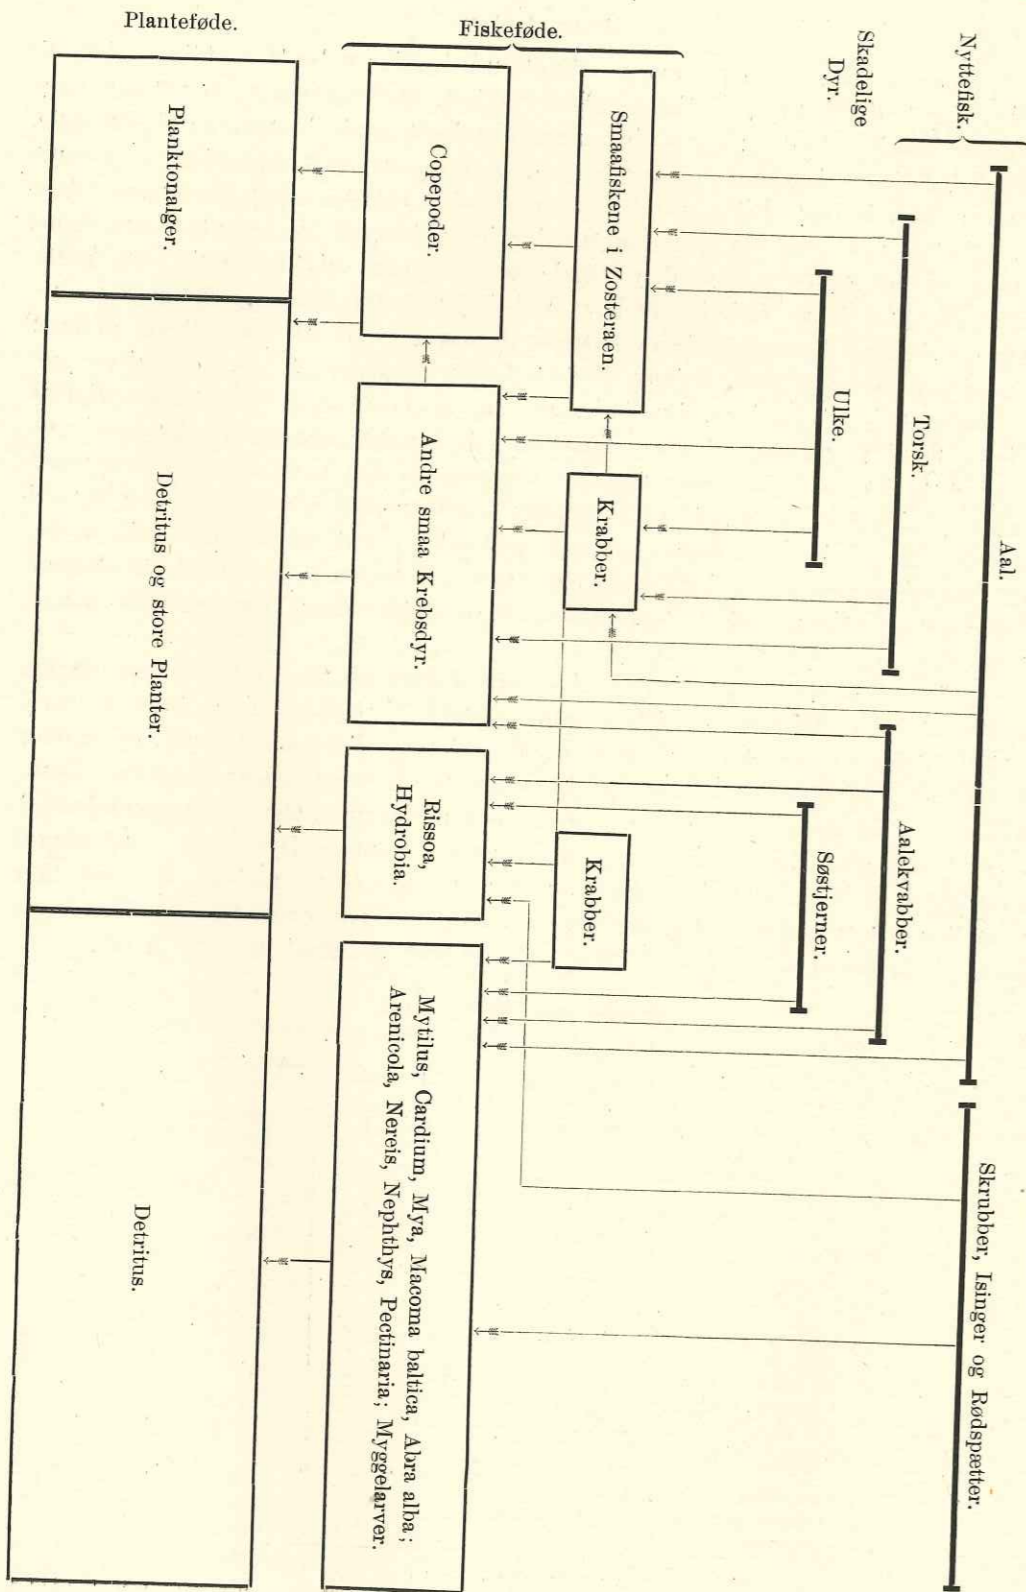 Nyttefisk.
Skadelige
Dyr.
Fiskeføde.
Planteføde.
Aal.
Skrubber, Isinger og Rødspætter.
Torsk.
Aalekvabber.
Ulke.
Søstjerner.
Smaafiskene i Zosteraen.
Krabber.
Krabber.
Copepoder.
Andre smaa Krebsdyr.
Rissoa,
Hydrobia.
Mytilus, Cardium, Mya, Macoma baltica, Abra alba;
Arenicola, Nereis, Nephthys, Pectinaria; Myggelarver.
Planktonalger.
Detritus og store Planter.
Detritus.